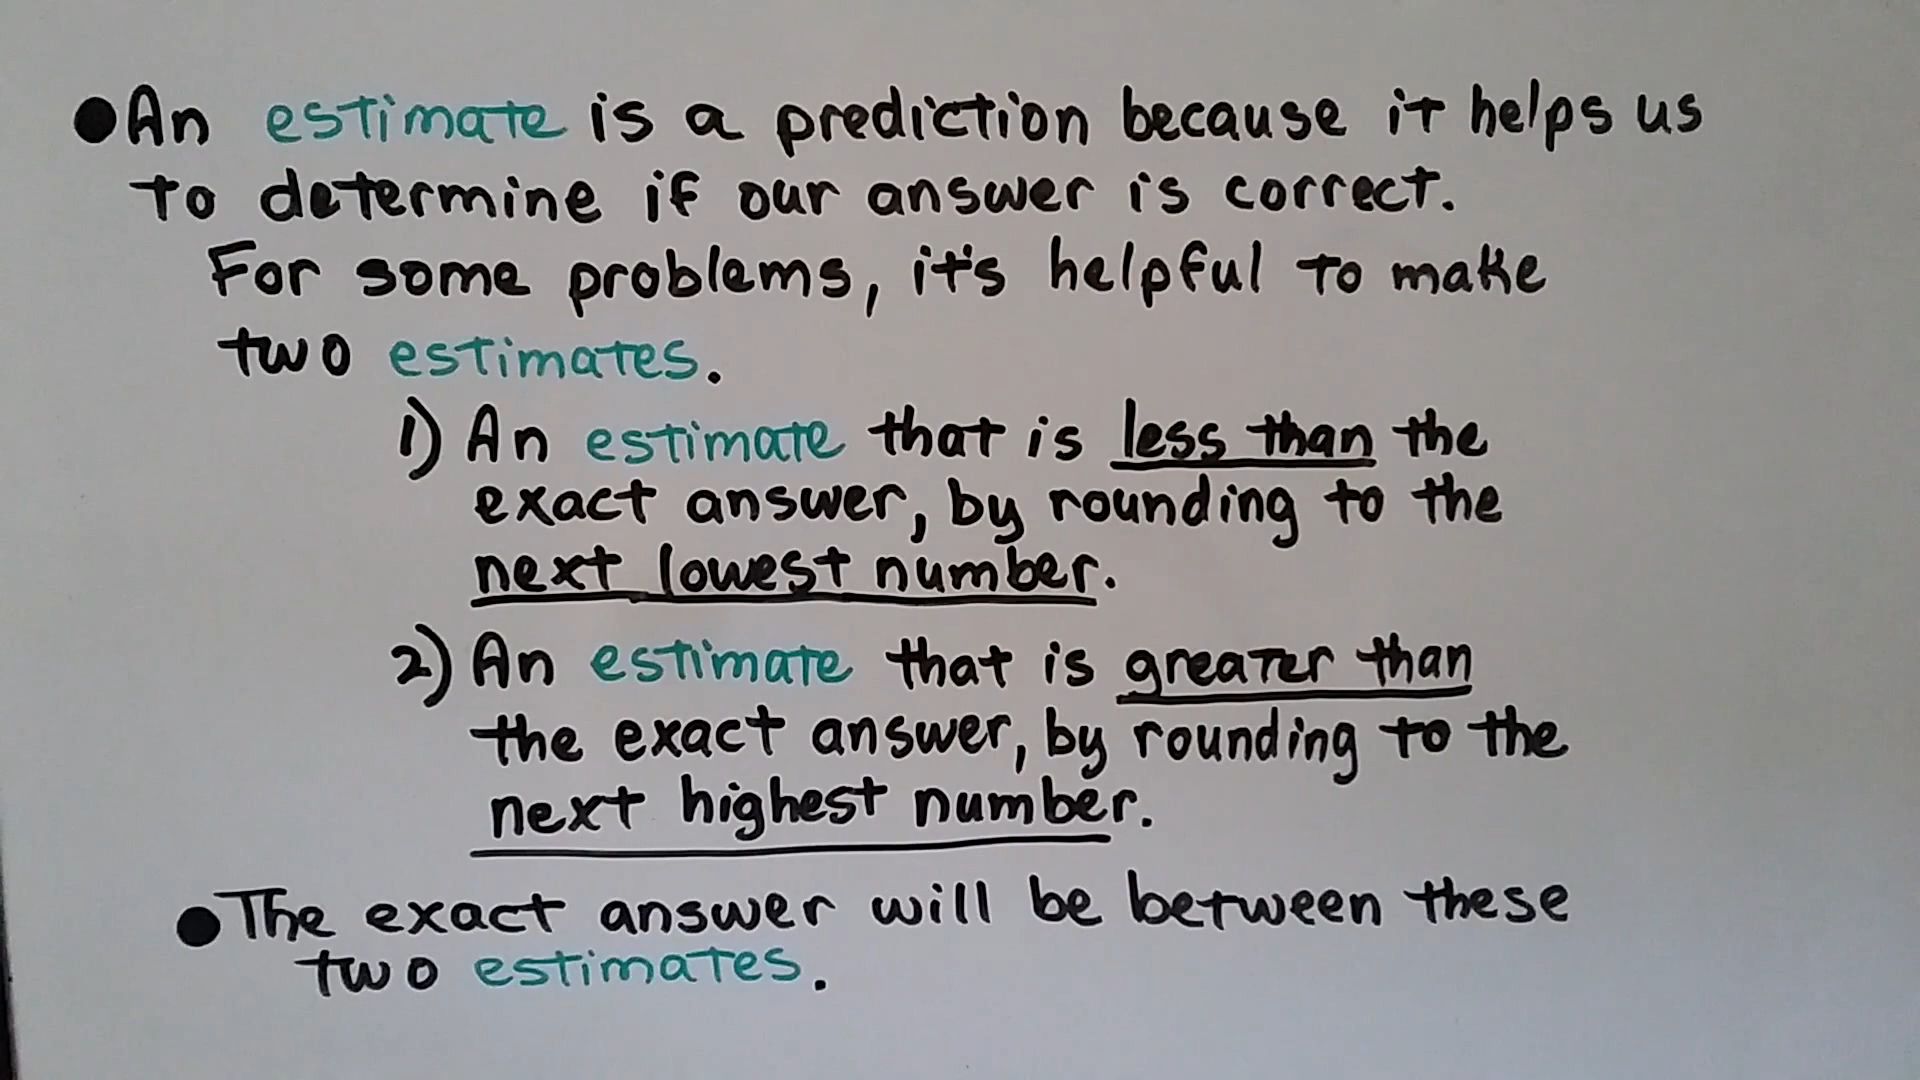 ●An estimate is a prediction because it helps us
to determine if our answer is correct.
For some problems, it's helpful to make
two estimates.
1) An estimate that is less than the
exact answer, by rounding to the
next lowest number.
2) An estimate that is greater than
the exact answer, by rounding to the
next highest number.
●The exact answer will be between these
two estimates.